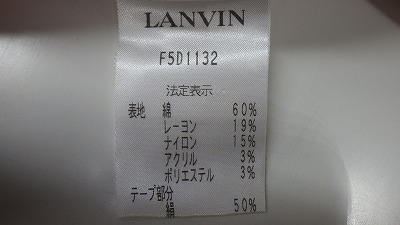 LANVIN
F5D1132
法定表示
表地 綿 60%
レーヨン 19%
ナイロン 15%
アクリル 3%
ポリエステル 3%
テープ部分
絹 50%